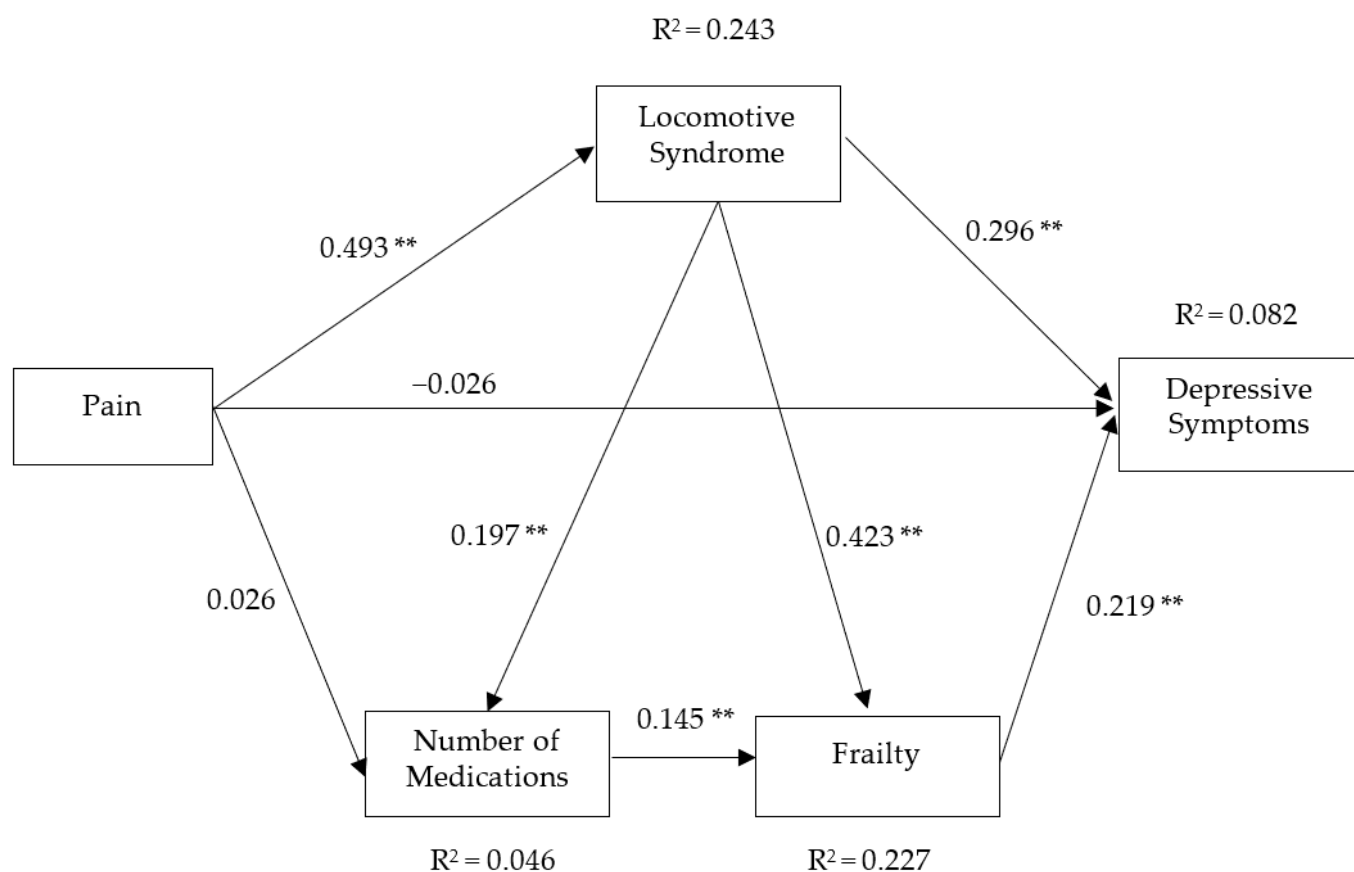 R² = 0.243
Locomotive
Syndrome
0.493 **
0.296 **
R² = 0.082
Pain
−0.026
Depressive
Symptoms
0.197 **
0.423 **
0.026
0.219 **
Number of
Medications
0.145 **
Frailty
R² = 0.046
R² = 0.227